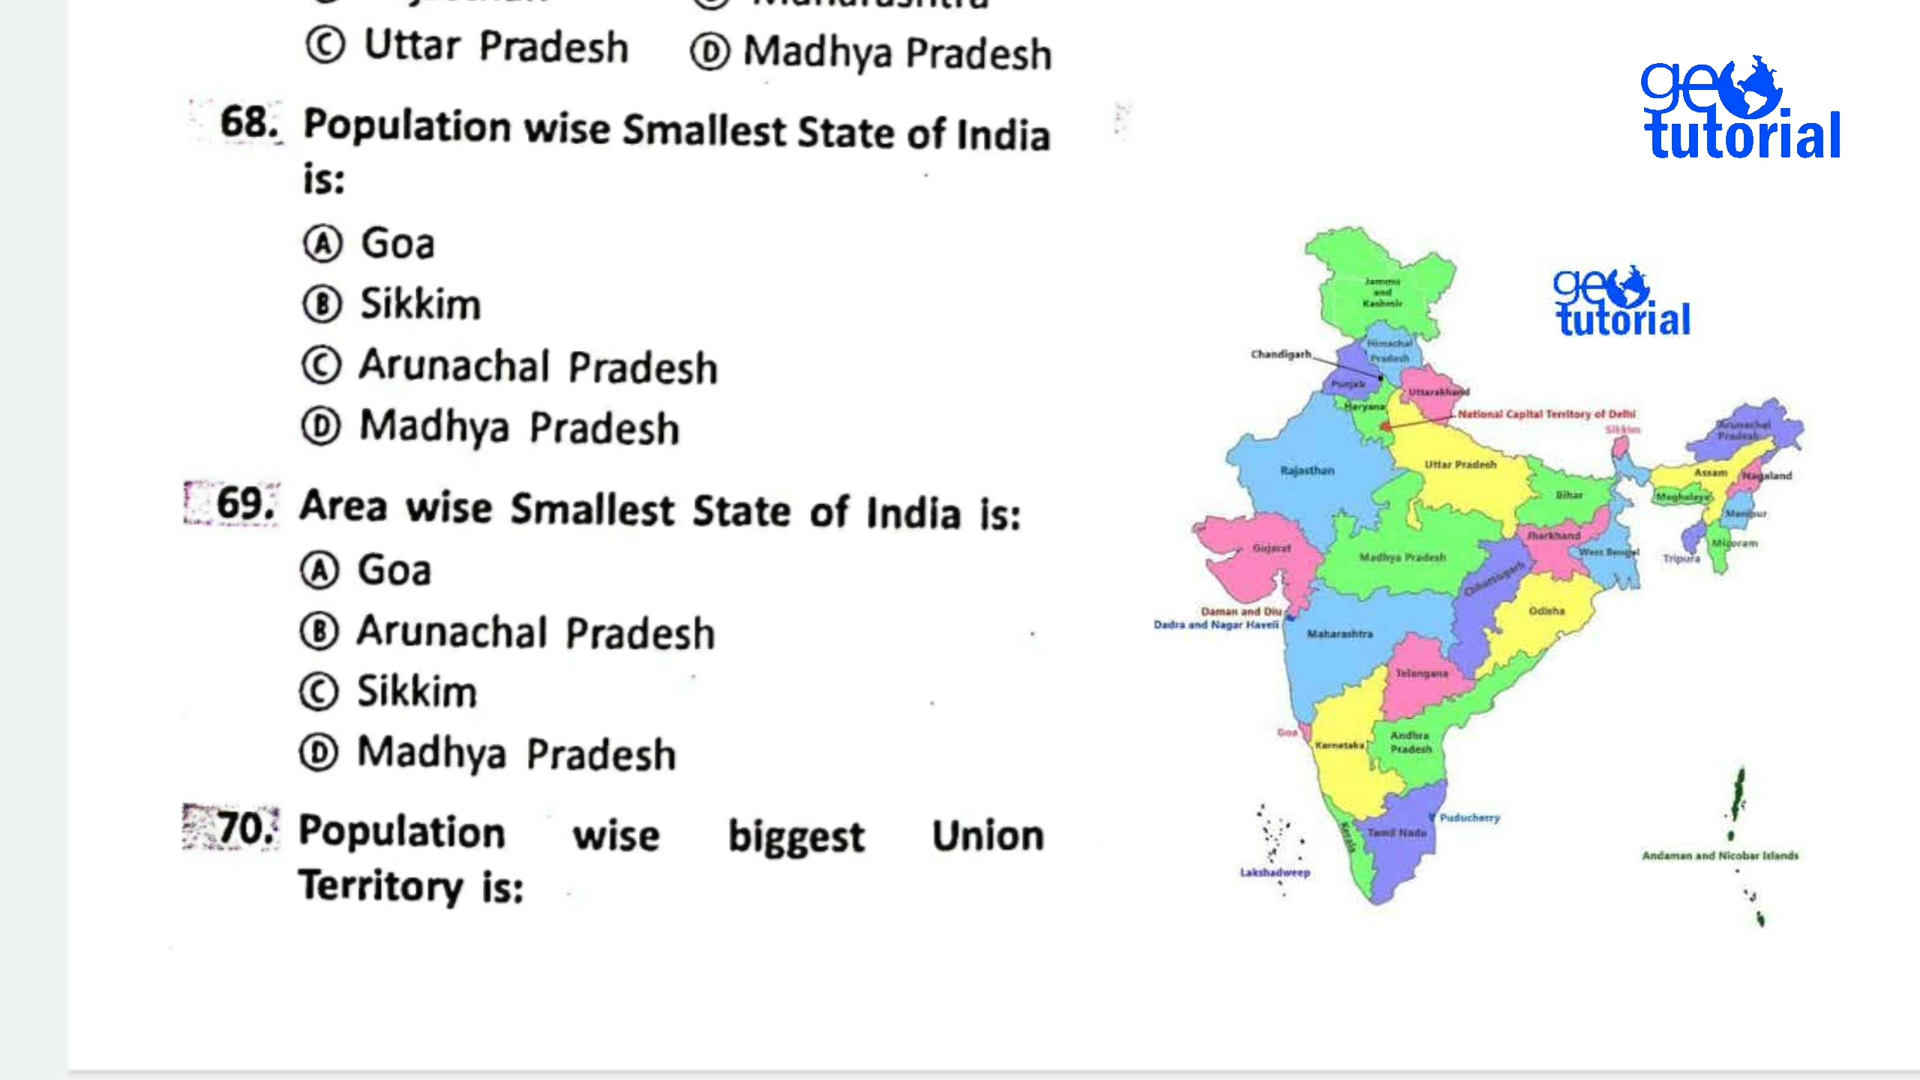 Ⓒ Uttar Pradesh Ⓓ Madhya Pradesh
68. Population wise Smallest State of India
is:
Ⓐ Goa
Ⓑ Sikkim
Ⓒ Arunachal Pradesh
Ⓓ Madhya Pradesh
69. Area wise Smallest State of India is:
Ⓐ Goa
Ⓑ Arunachal Pradesh
Ⓒ Sikkim
Ⓓ Madhya Pradesh
70. Population wise biggest Union
Territory is:
geo
tutorial
geo
tutorial
Jammu
and
Kashmir
Himachal
Pradesh
Chandigarh
Punjab
Uttarakhand
Haryana
National Capital Territory of Delhi
Sikkim
Arunachal
Pradesh
Rajasthan
Uttar Pradesh
Assam
Nagaland
Bihar
Meghalaya
Manipur
Gujarat
Madhya Pradesh
Jharkhand
West Bengal
Mizoram
Tripura
Chhattisgarh
Daman and Diu
Dadra and Nagar Haveli
Maharashtra
Odisha
Telangana
Goa
Karnataka
Andhra
Pradesh
Puducherry
Kerala
Tamil Nadu
Lakshadweep
Andaman and Nicobar Islands